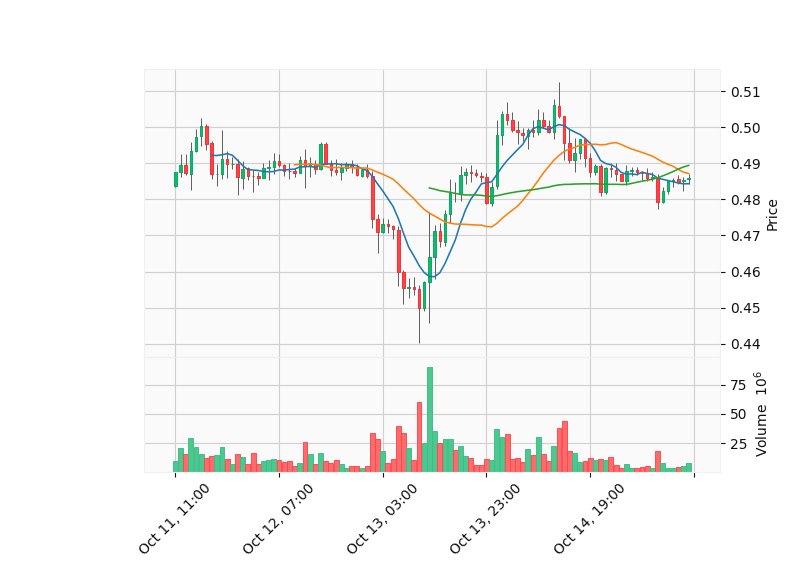 0.51
0.50
0.49
0.48
0.47
0.46
0.45
0.44
Price
75
50
25
Volume 10^6
Oct 11, 11:00
Oct 12, 07:00
Oct 13, 03:00
Oct 13, 23:00
Oct 14, 19:00